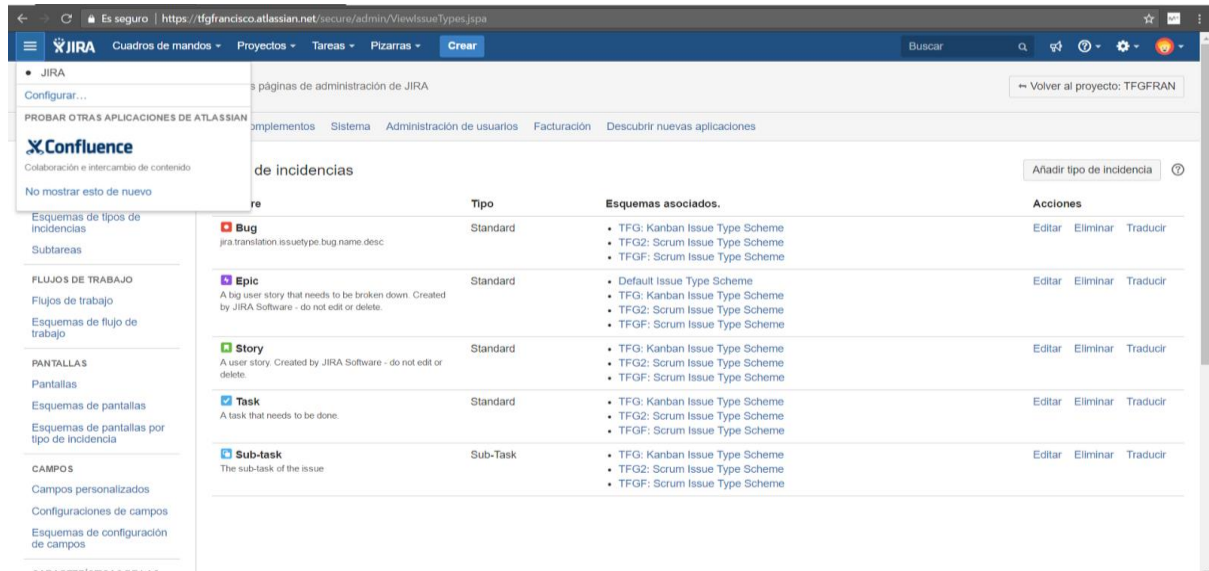 Es seguro | https://tfgfrancisco.atlassian.net/secure/admin/ViewIssueTypes.jspa
JIRA Cuadros de mandos Proyectos Tareas Pizarras Crear Buscar
JIRA
Configurar…
PROBAR OTRAS APLICACIONES DE ATLASSIAN
Confluence
Colaboración e intercambio de contenido
No mostrar esto de nuevo
páginas de administración de JIRA
Volver al proyecto: TFGFRAN
Sistema Administración de usuarios Facturación Descubrir nuevas aplicaciones
de incidencias
Añadir tipo de incidencia
Esquemas de tipos de
incidencias
Subtareas
FLUJOS DE TRABAJO
Flujos de trabajo
Esquemas de flujo de
trabajo
PANTALLAS
Pantallas
Esquemas de pantallas
Esquemas de pantallas por
tipo de incidencia
CAMPOS
Campos personalizados
Configuraciones de campos
Esquemas de configuración
de campos
Tipo Esquemas asociados. Acciones
Bug
jira.translation.issuetype.bug.name.desc
Standard
• TFG: Kanban Issue Type Scheme
• TFG2: Scrum Issue Type Scheme
• TFGF: Scrum Issue Type Scheme
Editar Eliminar Traducir
Epic
A big user story that needs to be broken down. Created
by JIRA Software - do not edit or delete.
Standard
• Default Issue Type Scheme
• TFG: Kanban Issue Type Scheme
• TFG2: Scrum Issue Type Scheme
• TFGF: Scrum Issue Type Scheme
Editar Eliminar Traducir
Story
A user story. Created by JIRA Software - do not edit or
delete.
Standard
• TFG: Kanban Issue Type Scheme
• TFG2: Scrum Issue Type Scheme
• TFGF: Scrum Issue Type Scheme
Editar Eliminar Traducir
Task
A task that needs to be done.
Standard
• TFG: Kanban Issue Type Scheme
• TFG2: Scrum Issue Type Scheme
• TFGF: Scrum Issue Type Scheme
Editar Eliminar Traducir
Sub-task
The sub-task of the issue
Sub-Task
• TFG: Kanban Issue Type Scheme
• TFG2: Scrum Issue Type Scheme
• TFGF: Scrum Issue Type Scheme
Editar Eliminar Traducir